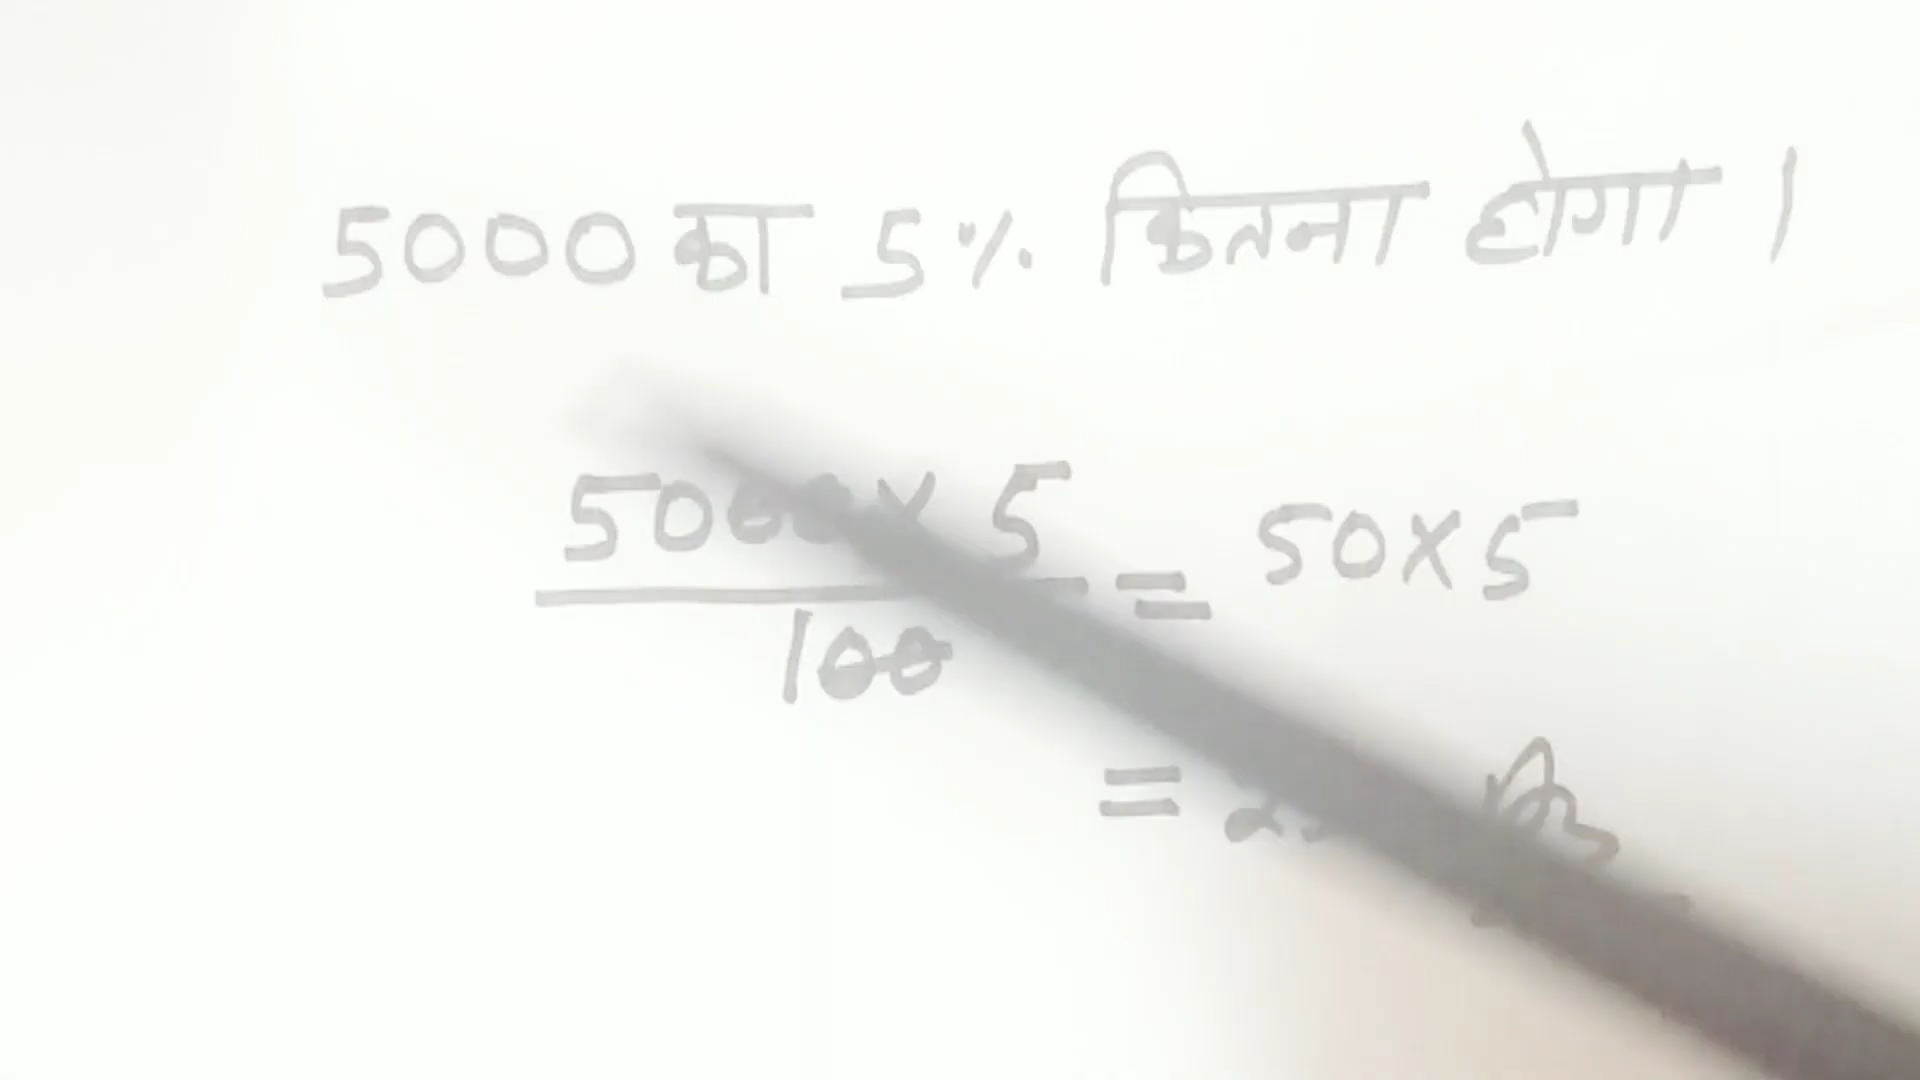 5000 का 5% कितना होगा ।
5000 × 5 = 50×5
100
=